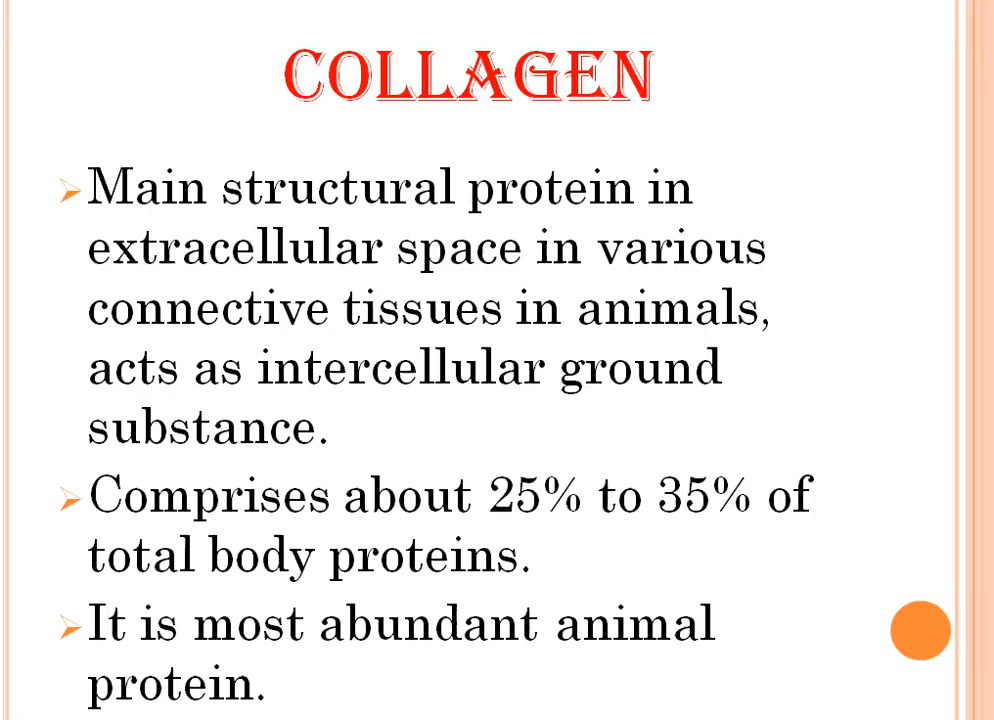 COLLAGEN
Main structural protein in
extracellular space in various
connective tissues in animals,
acts as intercellular ground
substance.
Comprises about 25% to 35% of
total body proteins.
It is most abundant animal
protein.